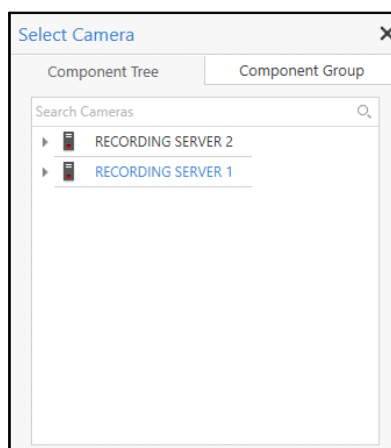 Select Camera
Component Tree
Component Group
Search Cameras
RECORDING SERVER 2
RECORDING SERVER 1